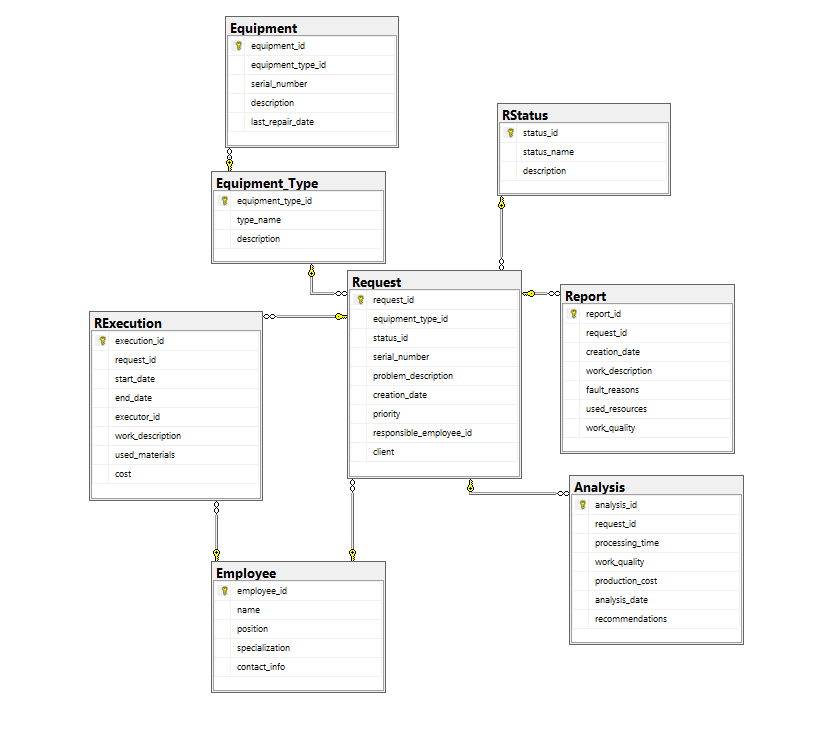 Equipment
equipment_id
equipment_type_id
serial_number
description
last_repair_date
RStatus
status_id
status_name
description
Equipment_Type
equipment_type_id
type_name
description
Request
request_id
equipment_type_id
status_id
serial_number
problem_description
creation_date
priority
responsible_employee_id
client
Report
report_id
request_id
creation_date
work_description
fault_reasons
used_resources
work_quality
RExecution
execution_id
request_id
start_date
end_date
executor_id
work_description
used_materials
cost
Analysis
analysis_id
request_id
processing_time
work_quality
production_cost
analysis_date
recommendations
Employee
employee_id
name
position
specialization
contact_info